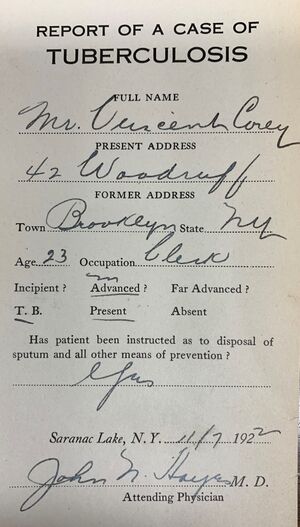 REPORT OF A CASE OF
TUBERCULOSIS
FULL NAME
Mr. Vincent Corey
PRESENT ADDRESS
42 Woodruff
FORMER ADDRESS
Town Brooklyn State NY
Age 23 Occupation Clerk
Incipient? Advanced? Far Advanced?
T. B. Present Absent
Has patient been instructed as to disposal of
sputum and all other means of prevention?
Yes
Saranac Lake, N. Y. 11/7 1922
John N. Hayes M. D.
Attending Physician